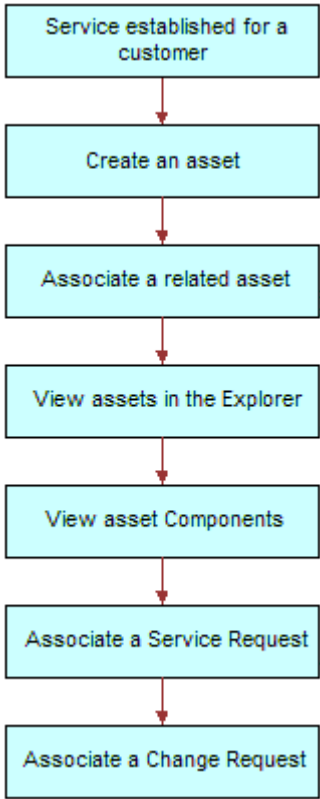 Service established for a
customer
Create an asset
Associate a related asset
View assets in the Explorer
View asset Components
Associate a Service Request
Associate a Change Request